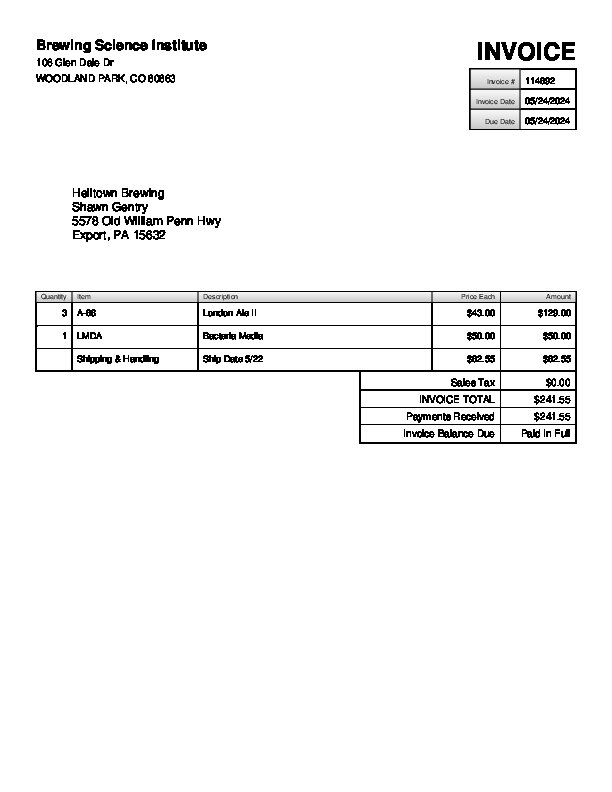 Brewing Science Institute
INVOICE
108 Glen Dale Dr
WOODLAND PARK, CO 80863
Invoice # 114892
Invoice Date 05/24/2024
Due Date 05/24/2024
Helltown Brewing
Shawn Gentry
5578 Old William Penn Hwy
Export, PA 15632
Quantity Item Description Price Each Amount
3 London Ale II $43.00 $129.00
1 LMDA Bacteria Media $50.00 $50.00
Shipping & Handling Ship Date 5/22 $62.55 $62.55
Sales Tax $0.00
INVOICE TOTAL $241.55
Payments Received $241.55
Invoice Balance Due Paid In Full